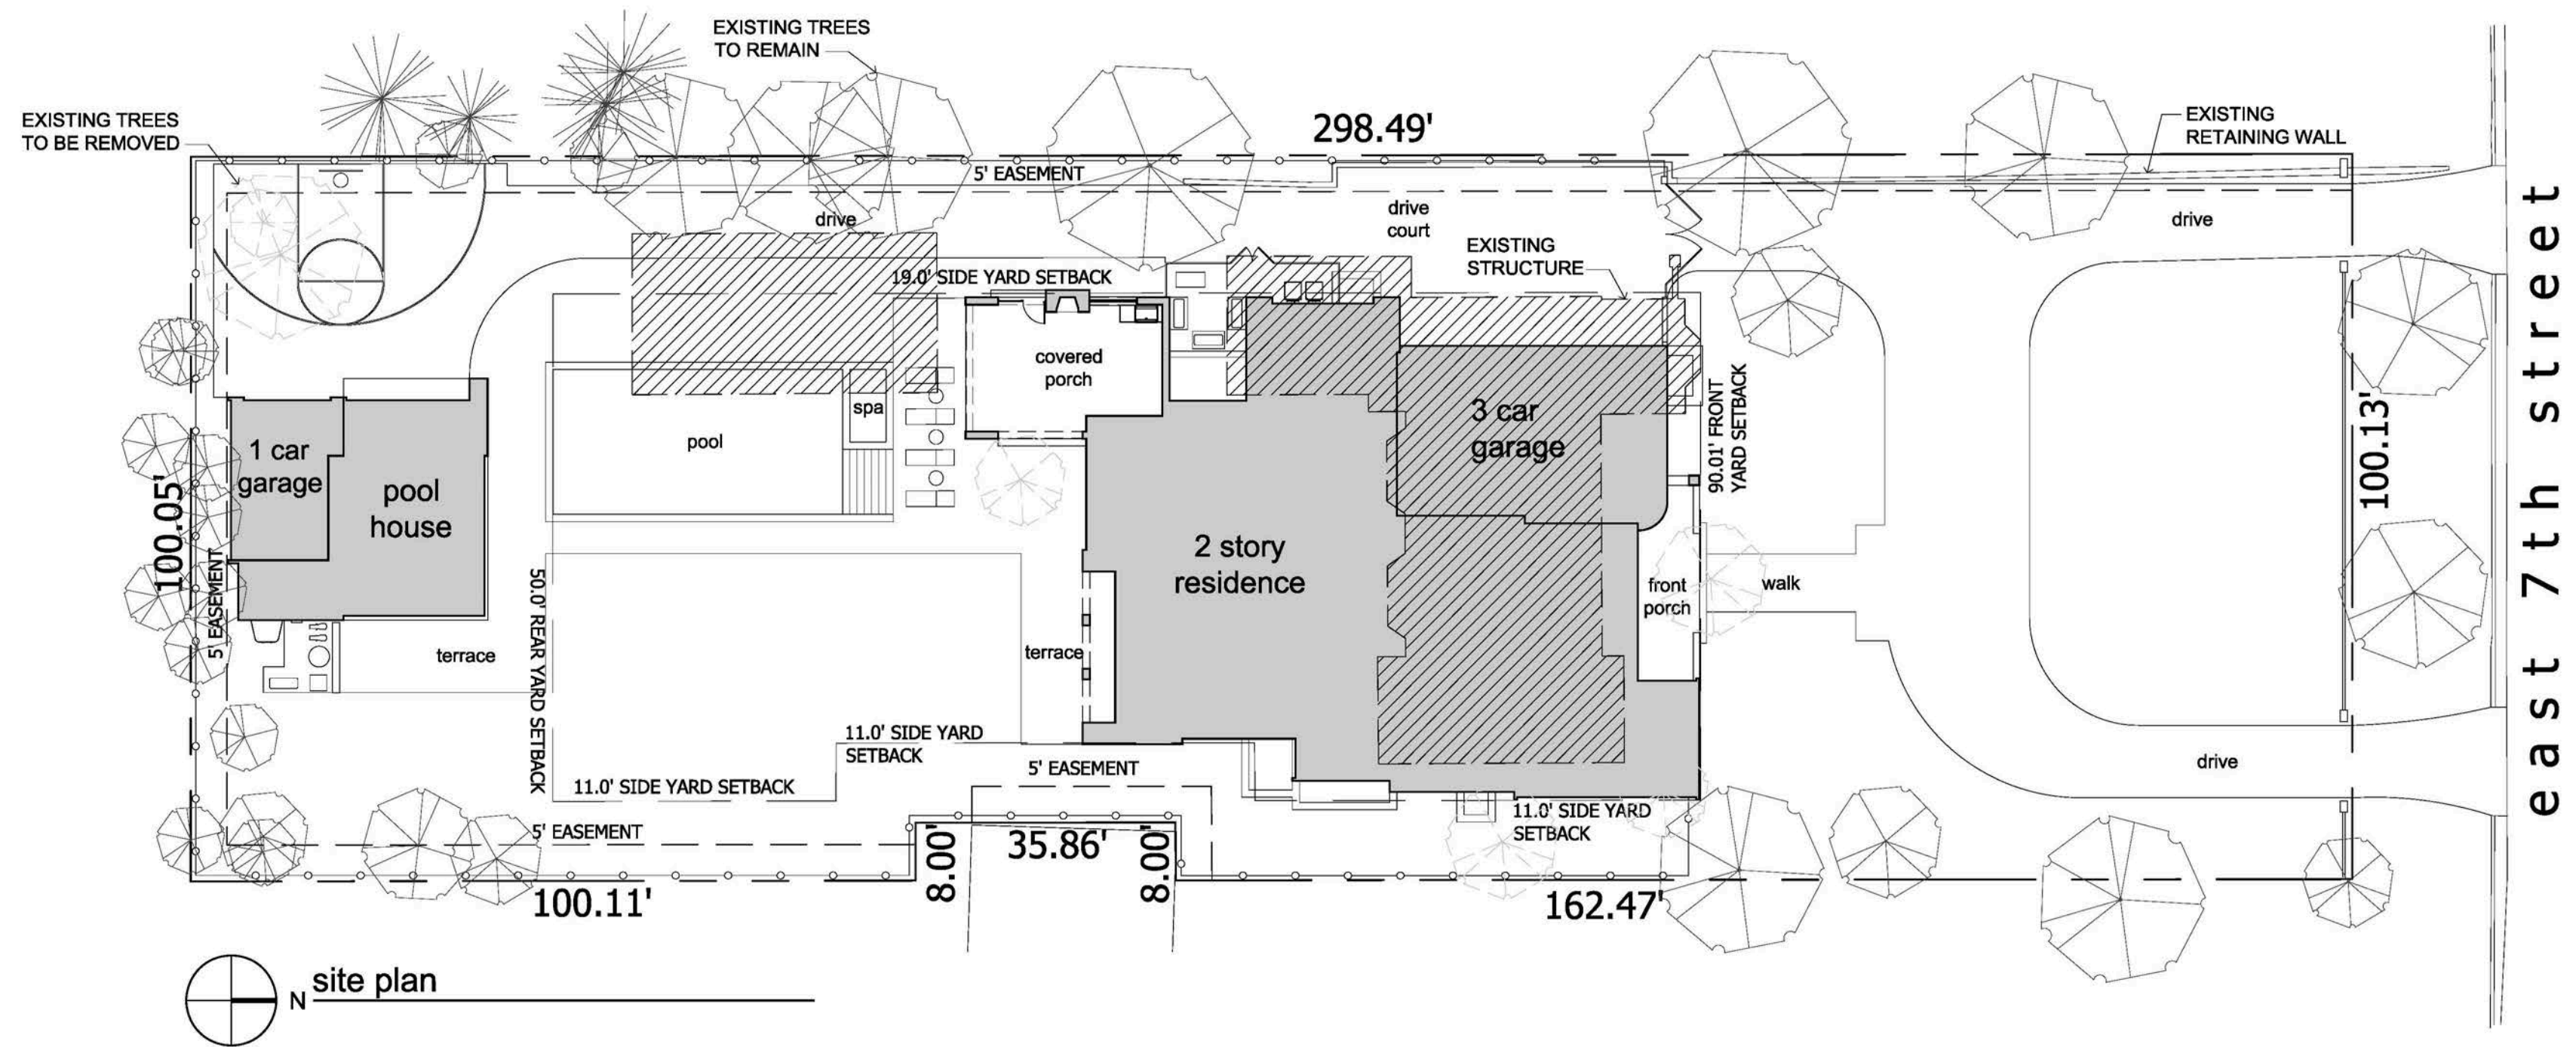 EXISTING TREES
TO REMAIN
EXISTING TREES
TO BE REMOVED
298.49'
EXISTING
RETAINING WALL
5' EASEMENT
drive
drive
court
drive
EXISTING
STRUCTURE
19.0' SIDE YARD SETBACK
covered
porch
spa
pool
3 car
garage
90.01' FRONT
YARD SETBACK
100.13'
east 7th street
1 car
garage
pool
house
100.05'
5' EASEMENT
2 story
residence
front
porch
walk
50.0' REAR YARD SETBACK
terrace
terrace
11.0' SIDE YARD
SETBACK
5' EASEMENT
11.0' SIDE YARD SETBACK
drive
11.0' SIDE YARD
SETBACK
5' EASEMENT
8.00'
35.86'
8.00'
100.11'
162.47'
N
site plan